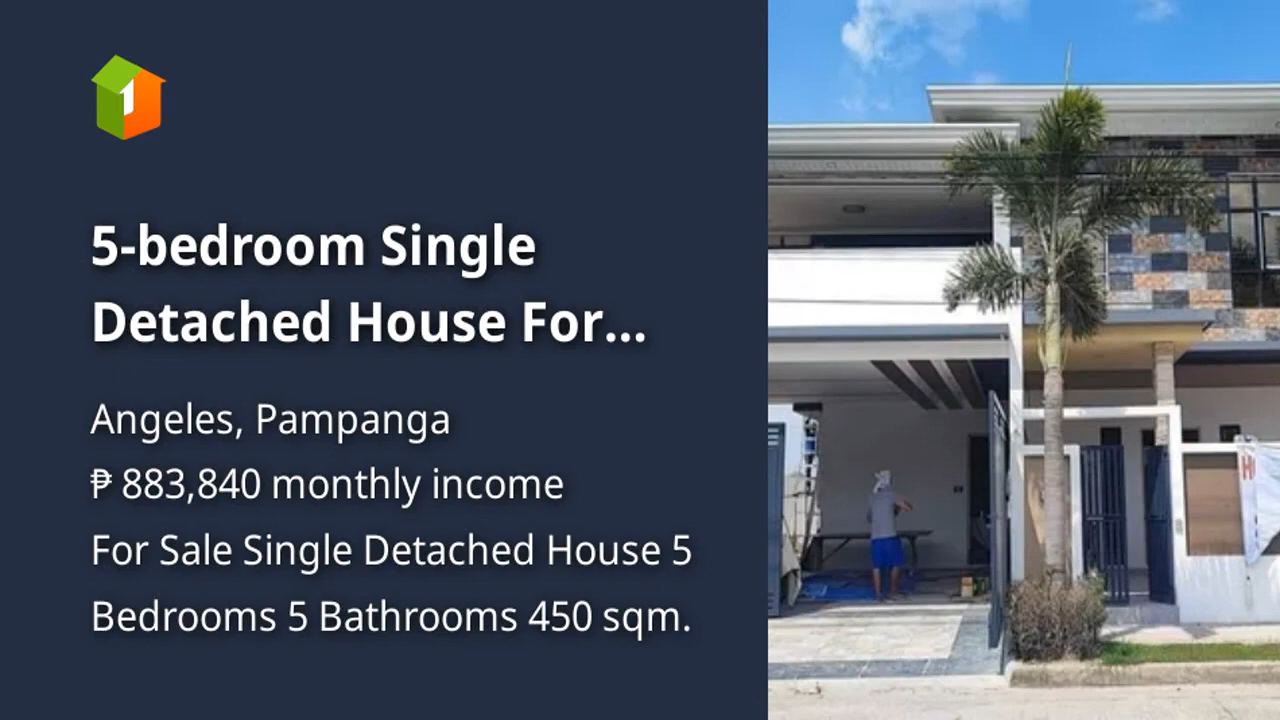 5-bedroom Single
Detached House For...
Angeles, Pampanga
₱ 883,840 monthly income
For Sale Single Detached House 5
Bedrooms 5 Bathrooms 450 sqm.
H